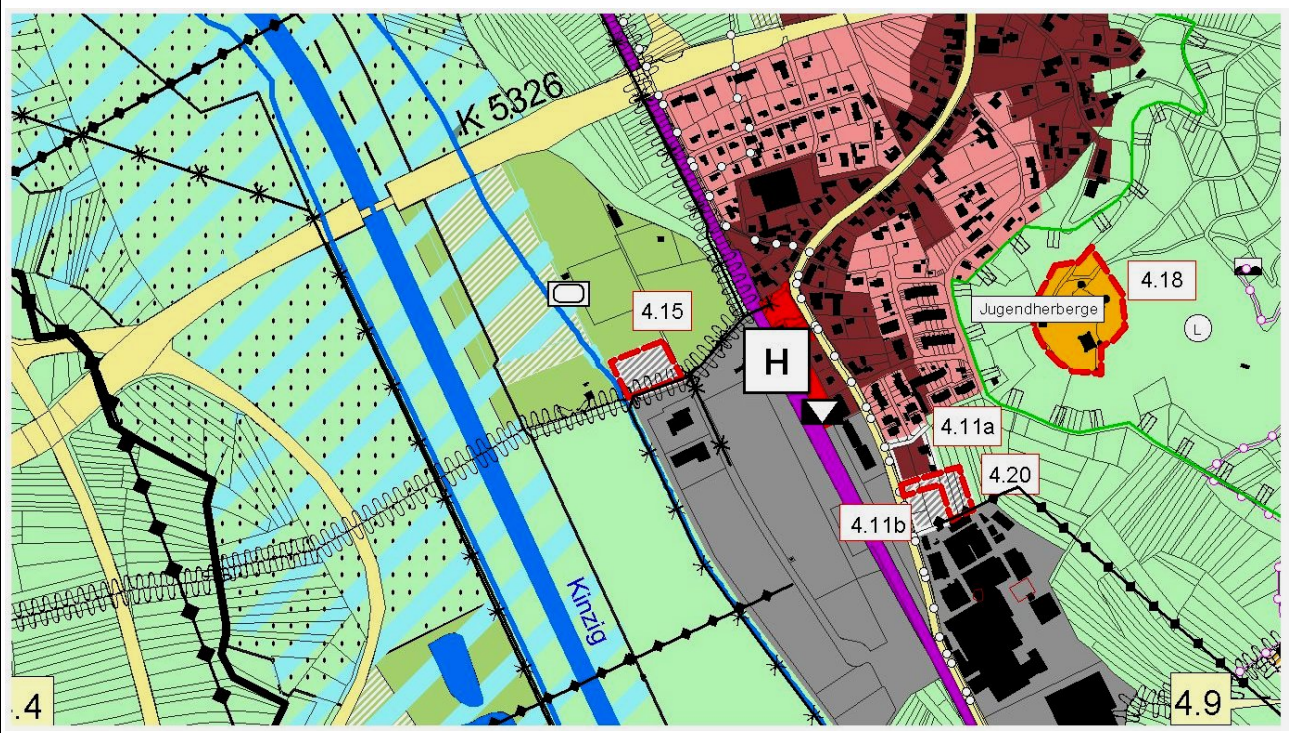 K 5326
4.15
H
4.18
Jugendherberge
L
4.11a
4.20
4.11b
Kinzig
.4
4.9